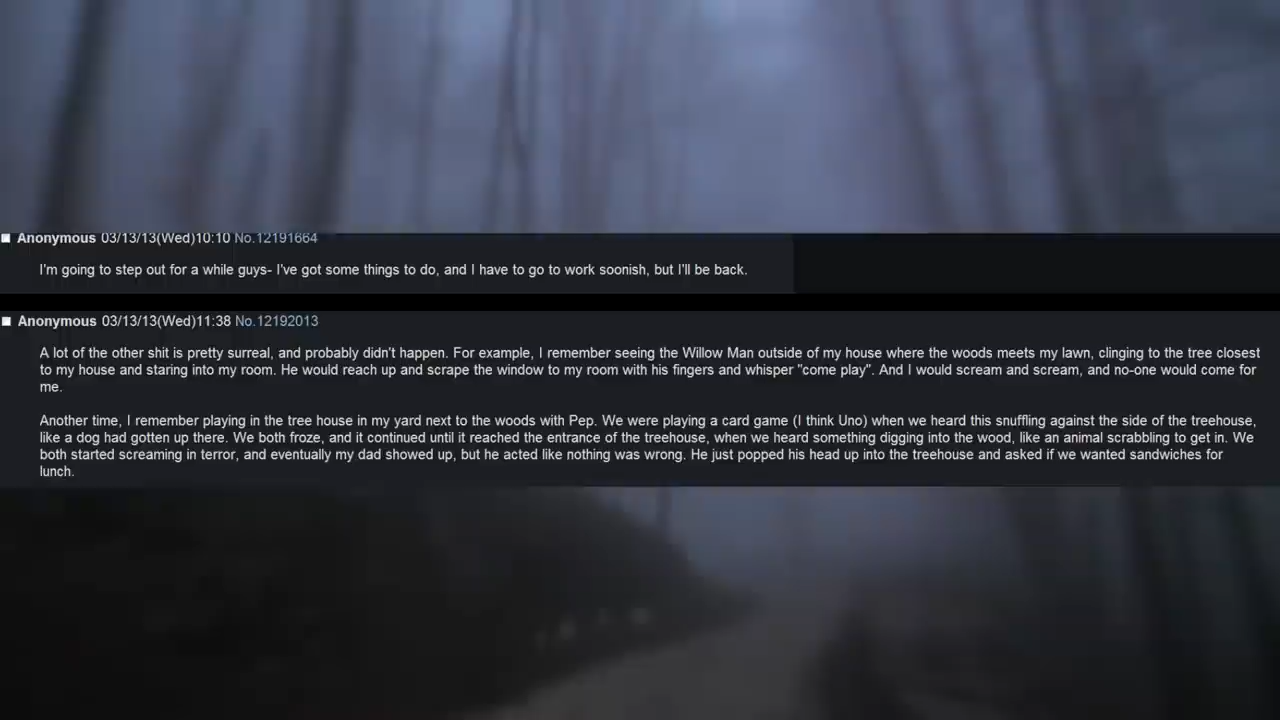 Anonymous 03/13/13(Wed)10:10 No.12191664
I'm going to step out for a while guys- I've got some things to do, and I have to go to work soonish, but I'll be back.
Anonymous 03/13/13(Wed)11:38 No.12192013
A lot of the other shit is pretty surreal, and probably didn't happen. For example, I remember seeing the Willow Man outside of my house where the woods meets my lawn, clinging to the tree closest
to my house and staring into my room. He would reach up and scrape the window to my room with his fingers and whisper "come play". And I would scream and scream, and no-one would come for
me.
Another time, I remember playing in the tree house in my yard next to the woods with Pep. We were playing a card game (I think Uno) when we heard this snuffling against the side of the treehouse,
like a dog had gotten up there. We both froze, and it continued until it reached the entrance of the treehouse, when we heard something digging into the wood, like an animal scrabbling to get in. We
both started screaming in terror, and eventually my dad showed up, but he acted like nothing was wrong. He just popped his head up into the treehouse and asked if we wanted sandwiches for
lunch.